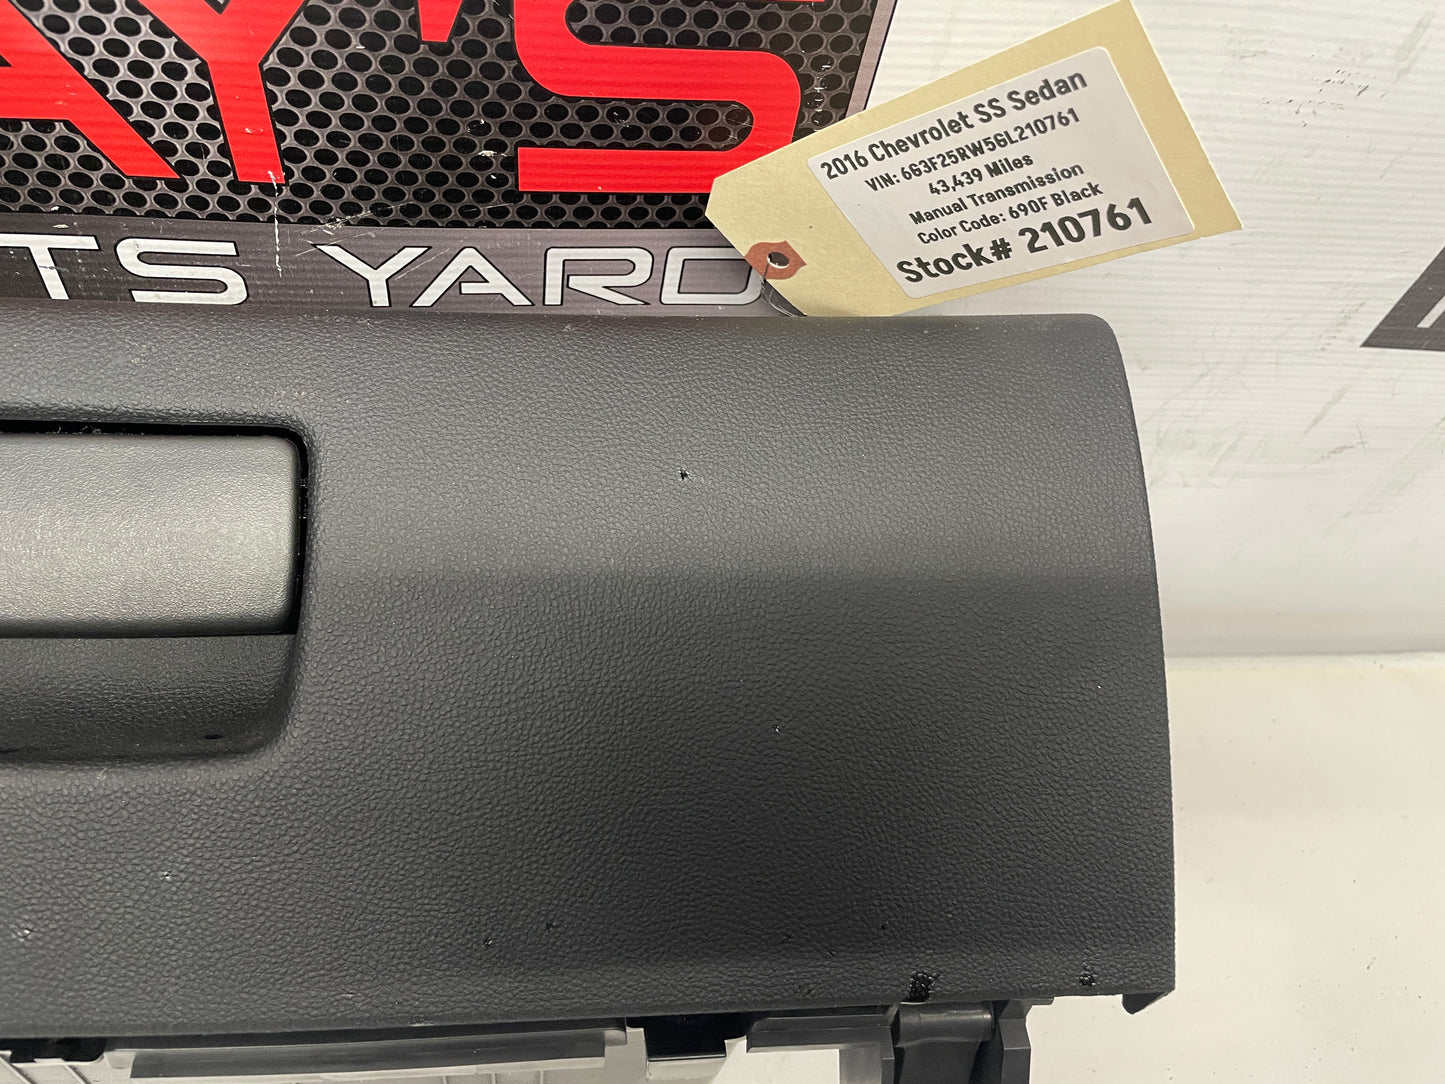 AY'S
TS YARD
2016 Chevrolet SS Sedan
VIN: 6G3F25RW5GL210761
43,439 Miles
Manual Transmission
Color Code: 690F Black
Stock# 210761